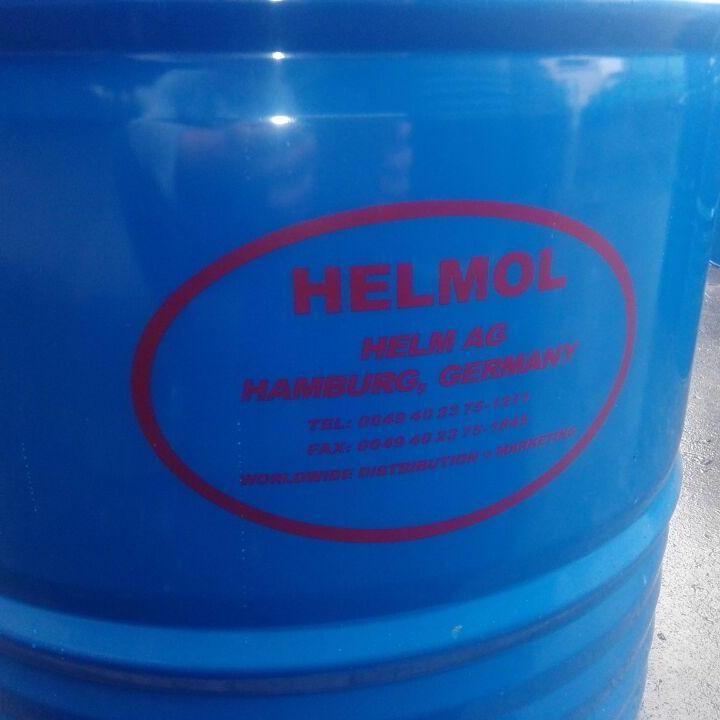 HELMOL
HELM AG
HAMBURG, GERMANY
TEL: 0049 40 23 75-1211
FAX: 0049 40 23 75-1845
WORLDWIDE DISTRIBUTION + MARKETING